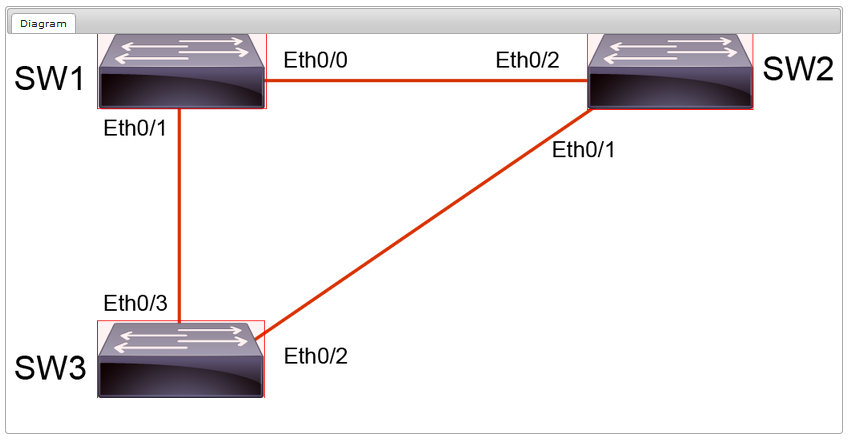 Diagram
Eth0/0
Eth0/2
SW1
SW2
Eth0/1
Eth0/1
Eth0/3
SW3
Eth0/2